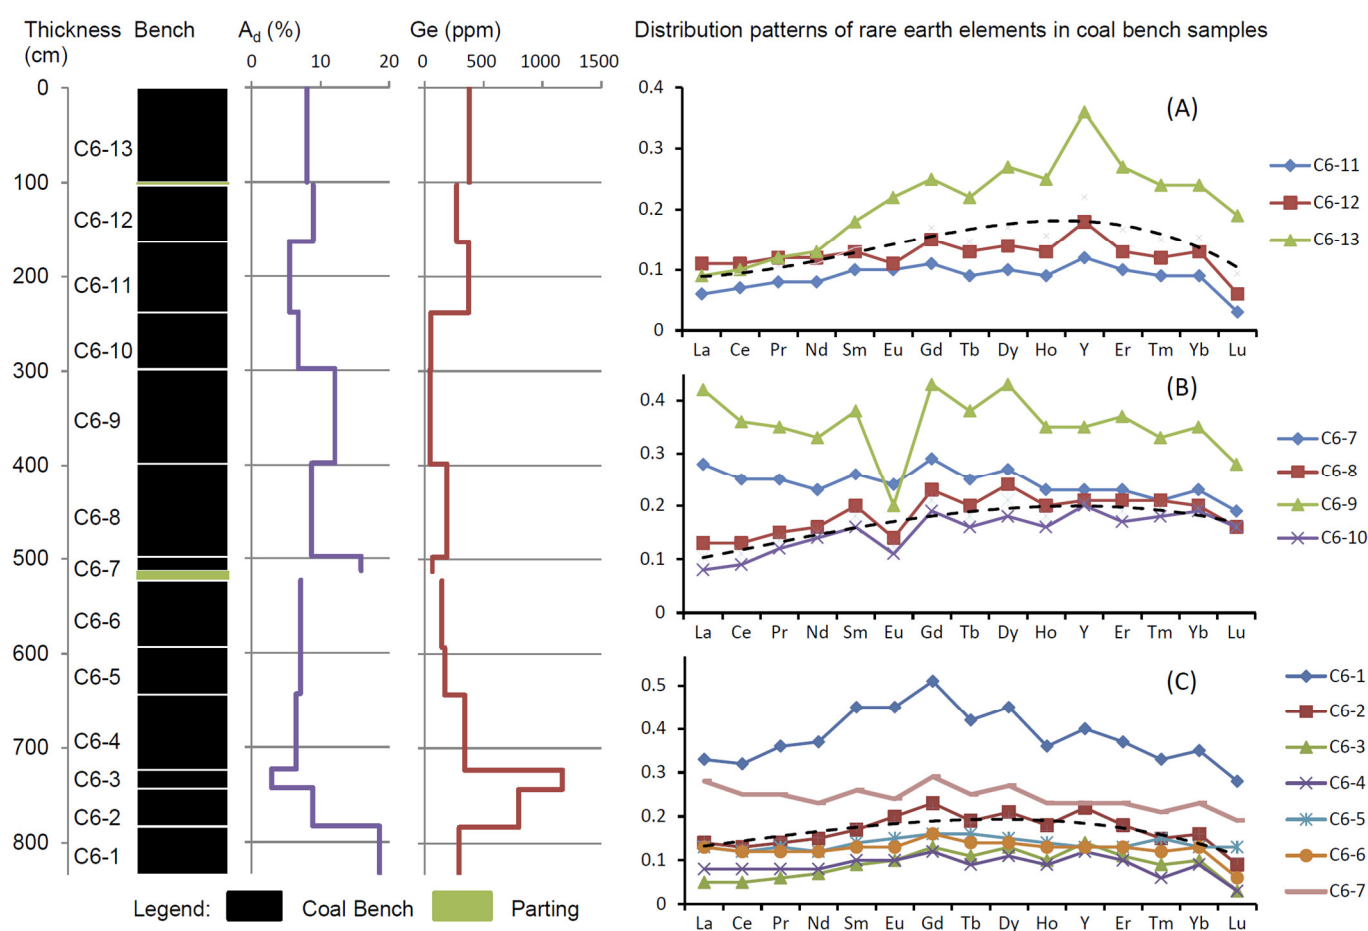 Thickness Bench A_d (%) Ge (ppm) Distribution patterns of rare earth elements in coal bench samples
(cm)
0 10 20 0 500 1000 1500
0
100
200
300
400
500
600
700
800
C6-13
C6-12
C6-11
C6-10
C6-9
C6-8
C6-7
C6-6
C6-5
C6-4
C6-3
C6-2
C6-1
Legend: Coal Bench Parting
(A)
0.4
0.3
0.2
0.1
0
La Ce Pr Nd Sm Eu Gd Tb Dy Ho Y Er Tm Yb Lu
C6-11
C6-12
C6-13
(B)
0.4
0.3
0.2
0.1
0
La Ce Pr Nd Sm Eu Gd Tb Dy Ho Y Er Tm Yb Lu
C6-7
C6-8
C6-9
C6-10
(C)
0.5
0.4
0.3
0.2
0.1
0
La Ce Pr Nd Sm Eu Gd Tb Dy Ho Y Er Tm Yb Lu
C6-1
C6-2
C6-3
C6-4
C6-5
C6-6
C6-7